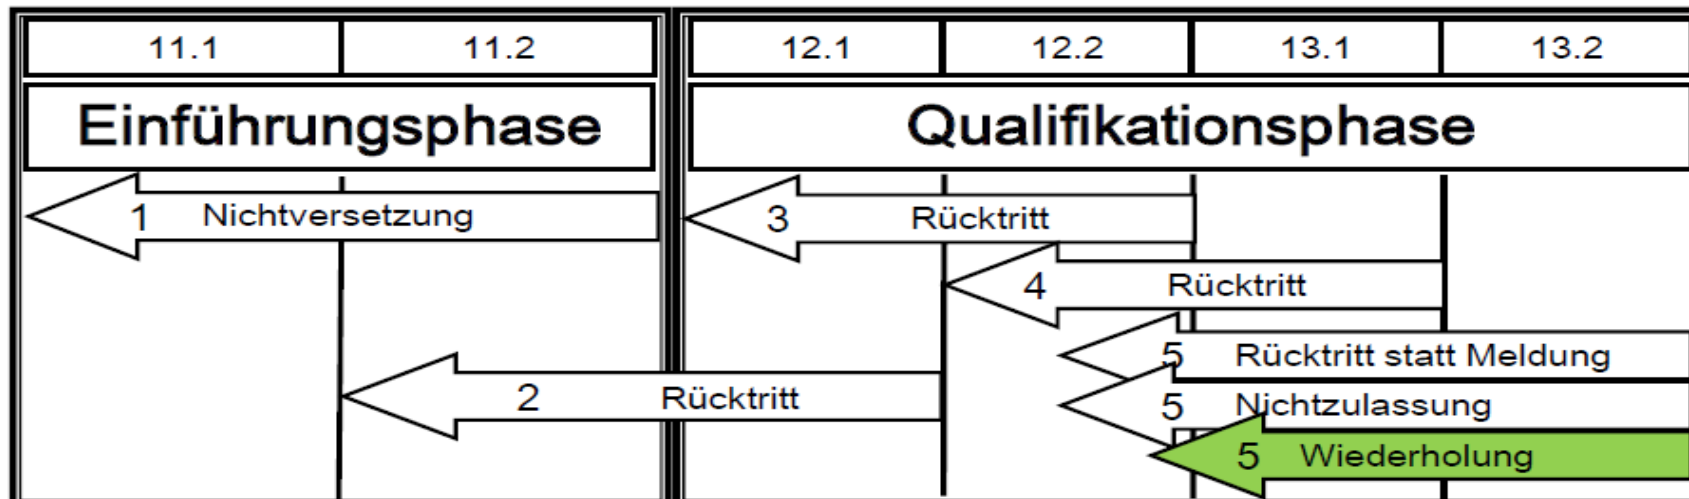 11.1 11.2 12.1 12.2 13.1 13.2
Einführungsphase Qualifikationsphase
1 Nichtversetzung 3 Rücktritt
4 Rücktritt
5 Rücktritt statt Meldung
2 Rücktritt 5 Nichtzulassung
5 Wiederholung